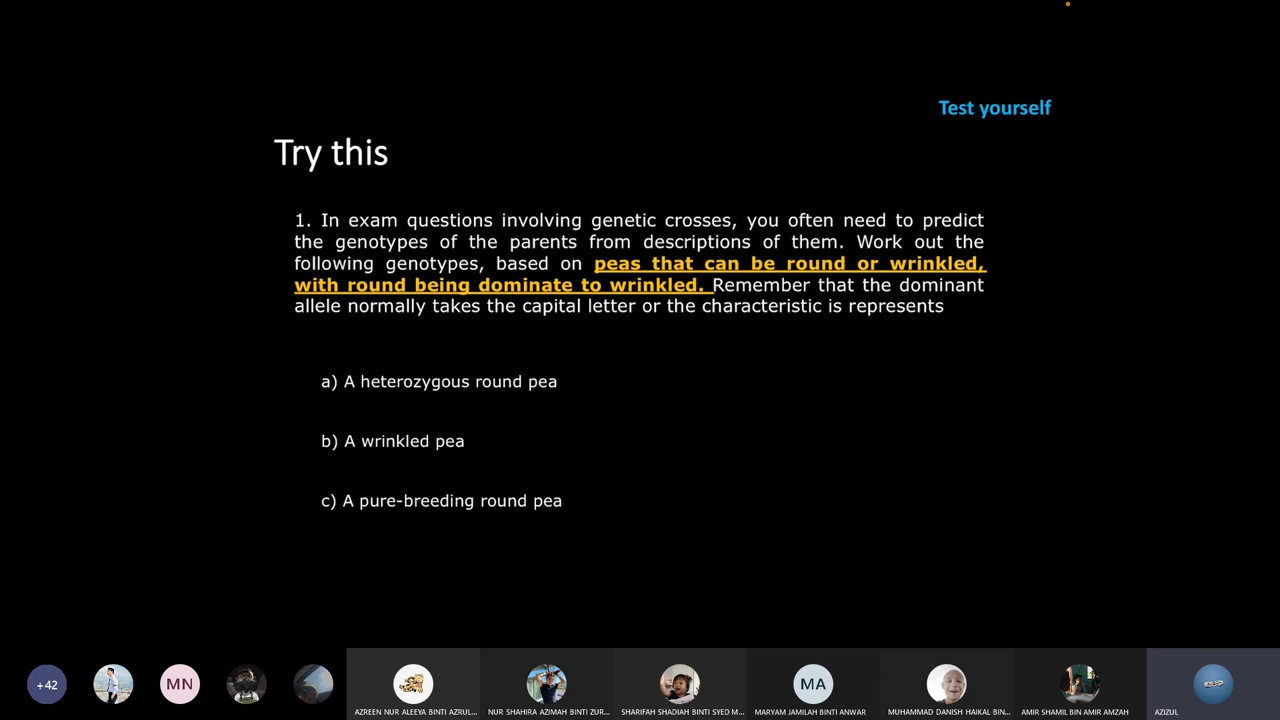 Test yourself
Try this
1. In exam questions involving genetic crosses, you often need to predict
the genotypes of the parents from descriptions of them. Work out the
following genotypes, based on peas that can be round or wrinkled,
with round being dominate to wrinkled. Remember that the dominant
allele normally takes the capital letter or the characteristic is represents
a) A heterozygous round pea
b) A wrinkled pea
c) A pure-breeding round pea
+42
MN
MA
AZREEN NUR ALEEYA BINTI AZRUL...
NUR SHAHIRA AZIMAH BINTI ZUR...
SHARIFAH SHADIAH BINTI SYED M...
MARYAM JAMILAH BINTI ANWAR
MUHAMMAD DANISH HAIKAL BIN...
AMIR SHAMIL BIN AMIR AMZAH
AZIZUL